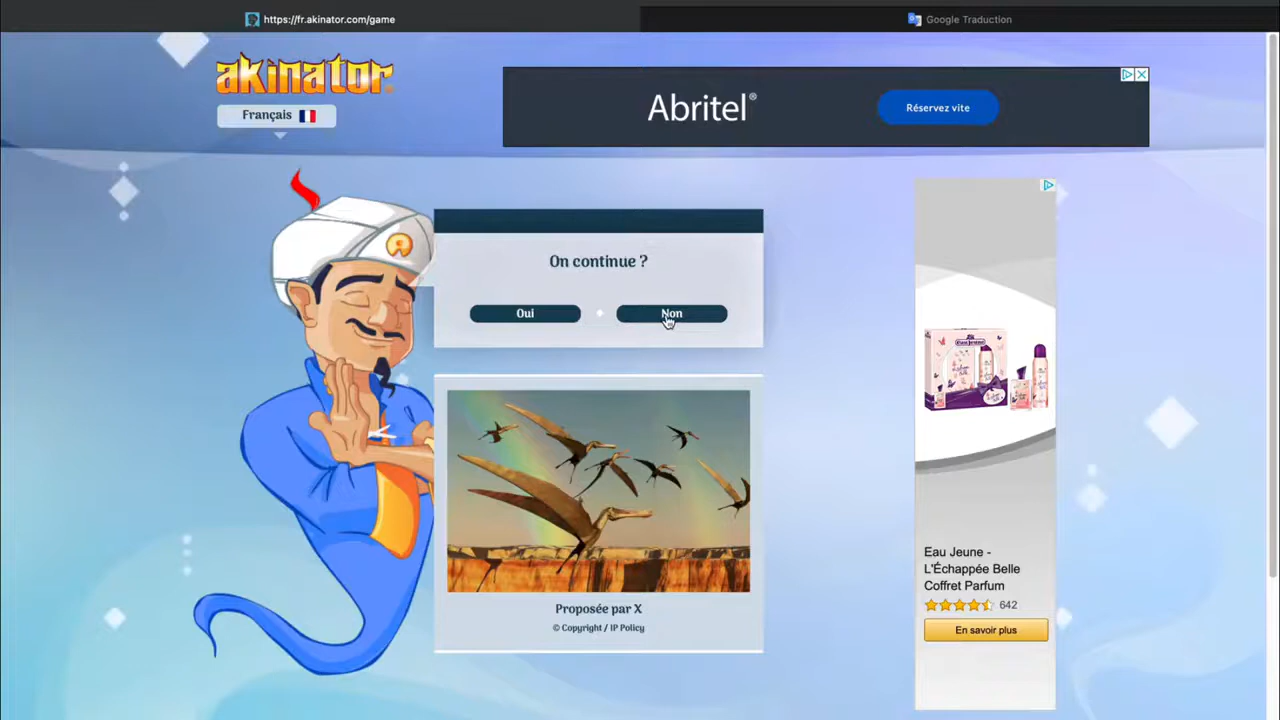 https://fr.akinator.com/game
Google Traduction
akinator
Français
Abritel®
Réservez vite
On continue ?
Oui
Non
Proposée par X
© Copyright / IP Policy
Eau Jeune -
L'Échappée Belle
Coffret Parfum
642
En savoir plus